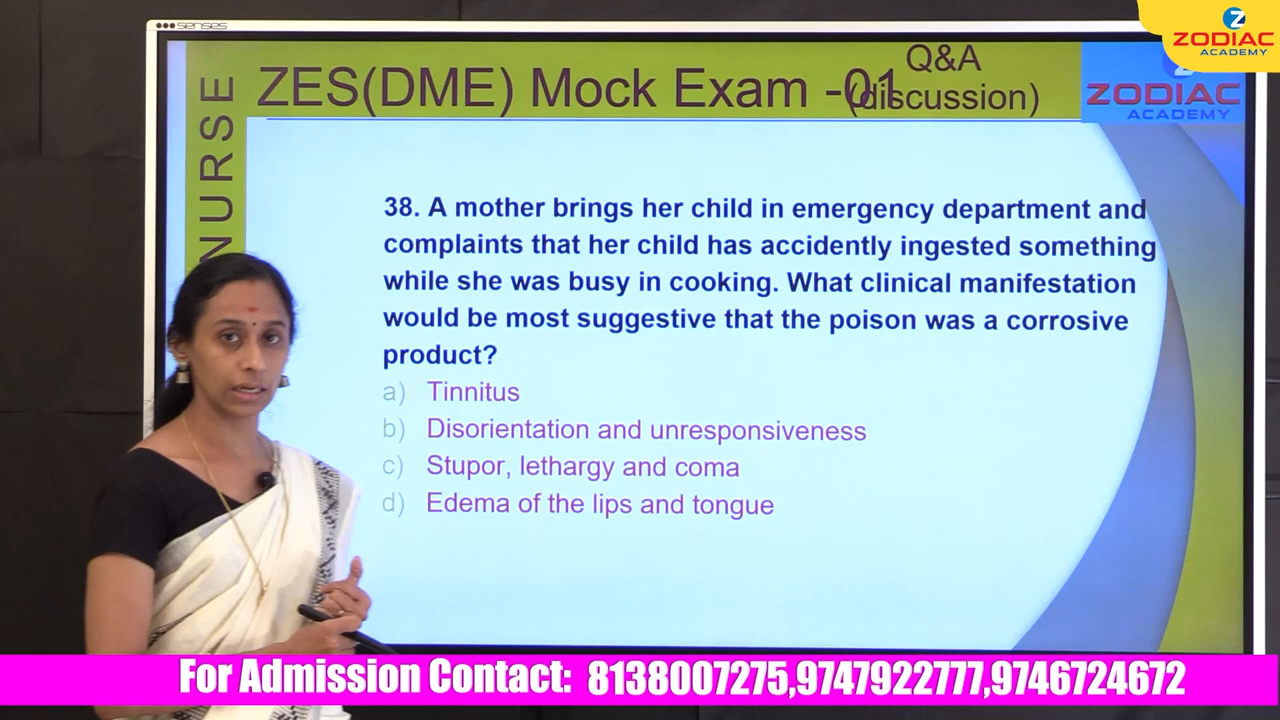 senses
ZODIAC
ACADEMY
NURSE
ZES(DME) Mock Exam -01
Q&A
(discussion)
ZODIAC
ACADEMY
38. A mother brings her child in emergency department and
complaints that her child has accidently ingested something
while she was busy in cooking. What clinical manifestation
would be most suggestive that the poison was a corrosive
product?
a) Tinnitus
b) Disorientation and unresponsiveness
c) Stupor, lethargy and coma
d) Edema of the lips and tongue
For Admission Contact: 8138007275,9747922777,9746724672